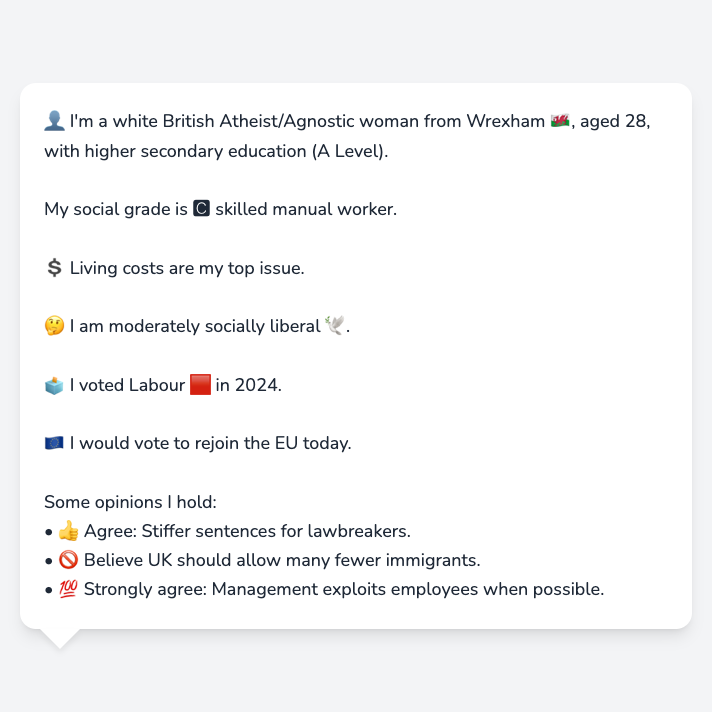 👤 I'm a white British Atheist/Agnostic woman from Wrexham 🏴󠁧󠁢󠁷󠁬󠁳󠁿, aged 28,
with higher secondary education (A Level).
My social grade is 🅲 skilled manual worker.
💲 Living costs are my top issue.
🤔 I am moderately socially liberal 🕊️.
🗳️ I voted Labour 🟥 in 2024.
🇪🇺 I would vote to rejoin the EU today.
Some opinions I hold:
• 👍 Agree: Stiffer sentences for lawbreakers.
• 🚫 Believe UK should allow many fewer immigrants.
• 💯 Strongly agree: Management exploits employees when possible.